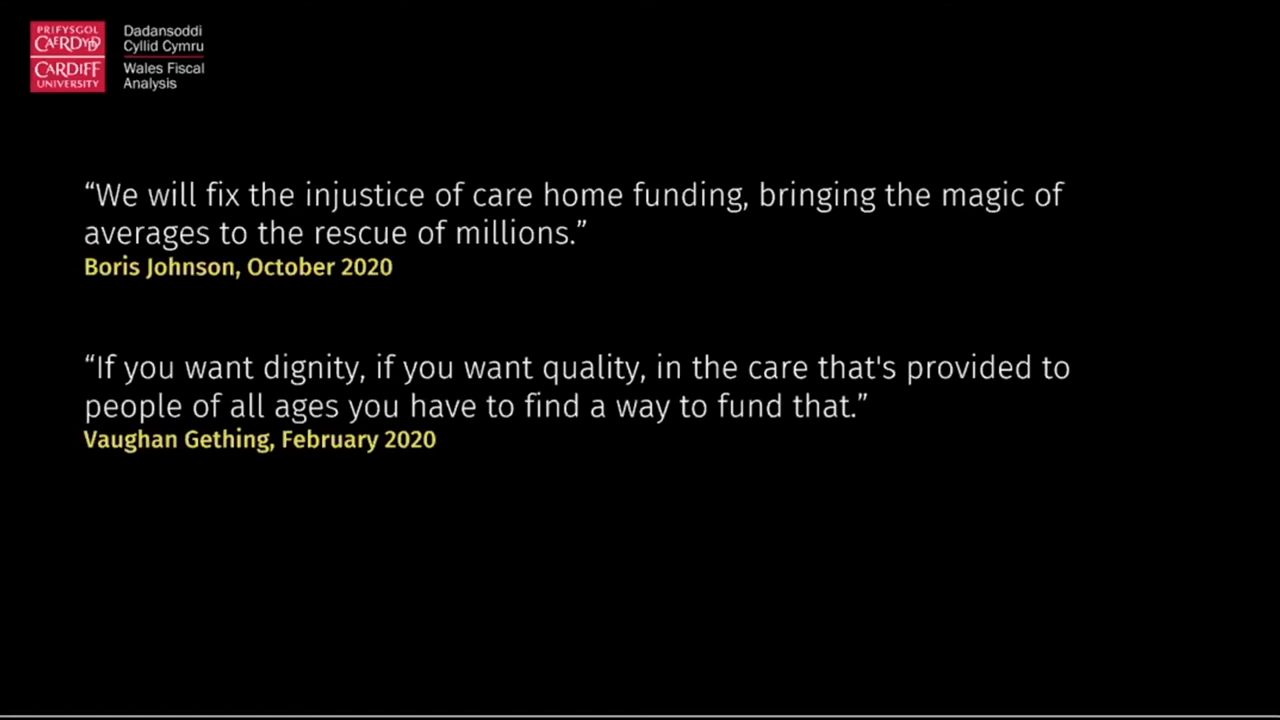 PRIFYSGOL
CAERDYDD
CARDIFF
UNIVERSITY
Dadansoddi
Cyllid Cymru
Wales Fiscal
Analysis
“We will fix the injustice of care home funding, bringing the magic of
averages to the rescue of millions.”
Boris Johnson, October 2020
“If you want dignity, if you want quality, in the care that's provided to
people of all ages you have to find a way to fund that.”
Vaughan Gething, February 2020